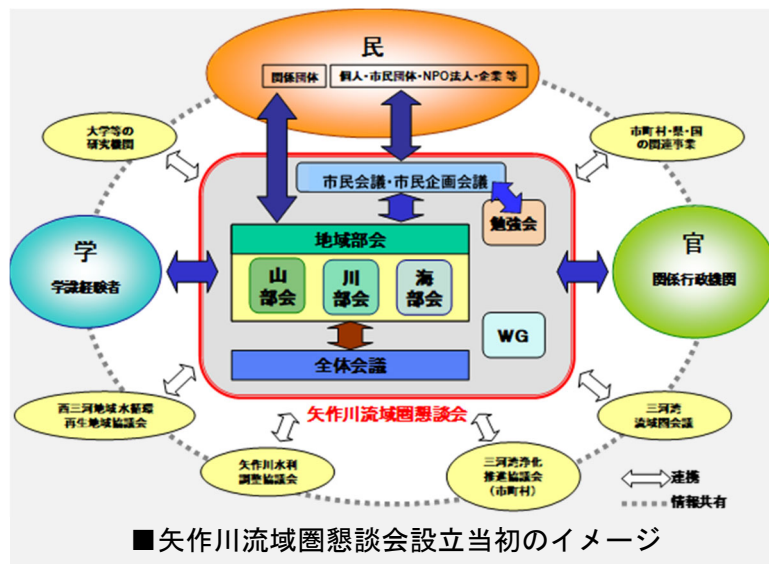 民
関係団体
個人・市民団体・NPO法人・企業 等
大学等の
研究機関
市町村・県・国
の関連事業
市民会議・市民企画会議
勉強会
地域部会
学
学識経験者
山
部会
川
部会
海
部会
官
関係行政機関
WG
全体会議
矢作川流域圏懇談会
西三河地域水循環
再生地域協議会
三河湾
流域圏会議
矢作川水利
調整協議会
三河湾浄化
推進協議会
(市町村)
連携
情報共有
■矢作川流域圏懇談会設立当初のイメージ